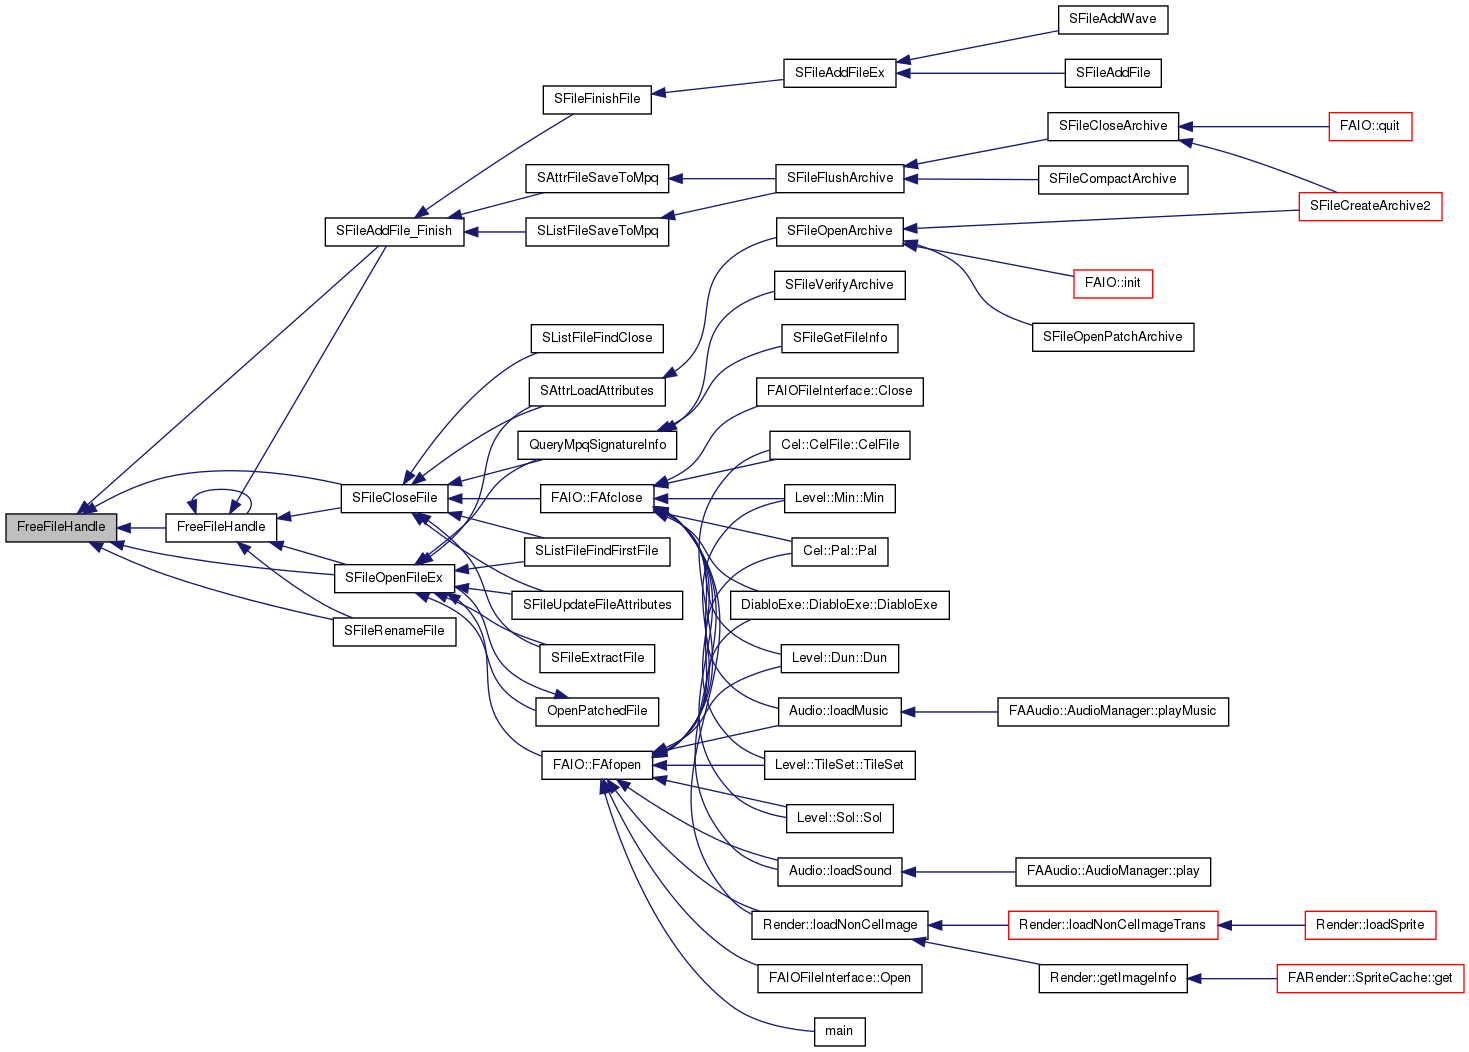 SFileAddWave
SFileAddFileEx
SFileAddFile
SFileFinishFile
SFileCloseArchive
FAIO::quit
SAttrFileSaveToMpq
SFileFlushArchive
SFileCompactArchive
SFileCreateArchive2
SFileAddFile_Finish
SListFileSaveToMpq
SFileOpenArchive
SFileVerifyArchive
FAIO::init
SListFileFindClose
SFileGetFileInfo
SFileOpenPatchArchive
SAttrLoadAttributes
FAIOFileInterface::Close
QueryMpqSignatureInfo
Cel::CelFile::CelFile
SFileCloseFile
FAIO::FAfclose
Level::Min::Min
FreeFileHandle
FreeFileHandle
SListFileFindFirstFile
Cel::Pal::Pal
SFileOpenFileEx
SFileUpdateFileAttributes
DiabloExe::DiabloExe::DiabloExe
SFileRenameFile
SFileExtractFile
Level::Dun::Dun
OpenPatchedFile
Audio::loadMusic
FAAudio::AudioManager::playMusic
FAIO::FAfopen
Level::TileSet::TileSet
Level::Sol::Sol
Audio::loadSound
FAAudio::AudioManager::play
Render::loadNonCelImage
Render::loadNonCelImageTrans
Render::loadSprite
FAIOFileInterface::Open
Render::getImageInfo
FARender::SpriteCache::get
main